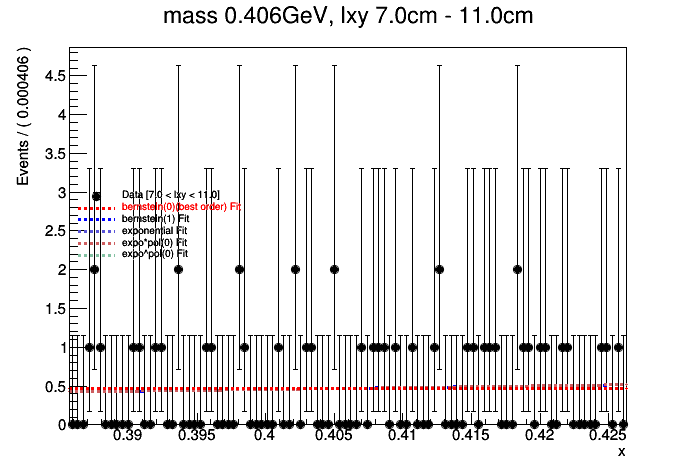 mass 0.406GeV, lxy 7.0cm - 11.0cm
Events / ( 0.000406 )
4.5
4
3.5
3
2.5
2
1.5
1
0.5
0
Data [7.0 < lxy < 11.0]
bernstein(0)(best order) Fit
bernstein(1) Fit
exponential Fit
expo*pol(0) Fit
expo^pol(0) Fit
0.39 0.395 0.4 0.405 0.41 0.415 0.42 0.425
x